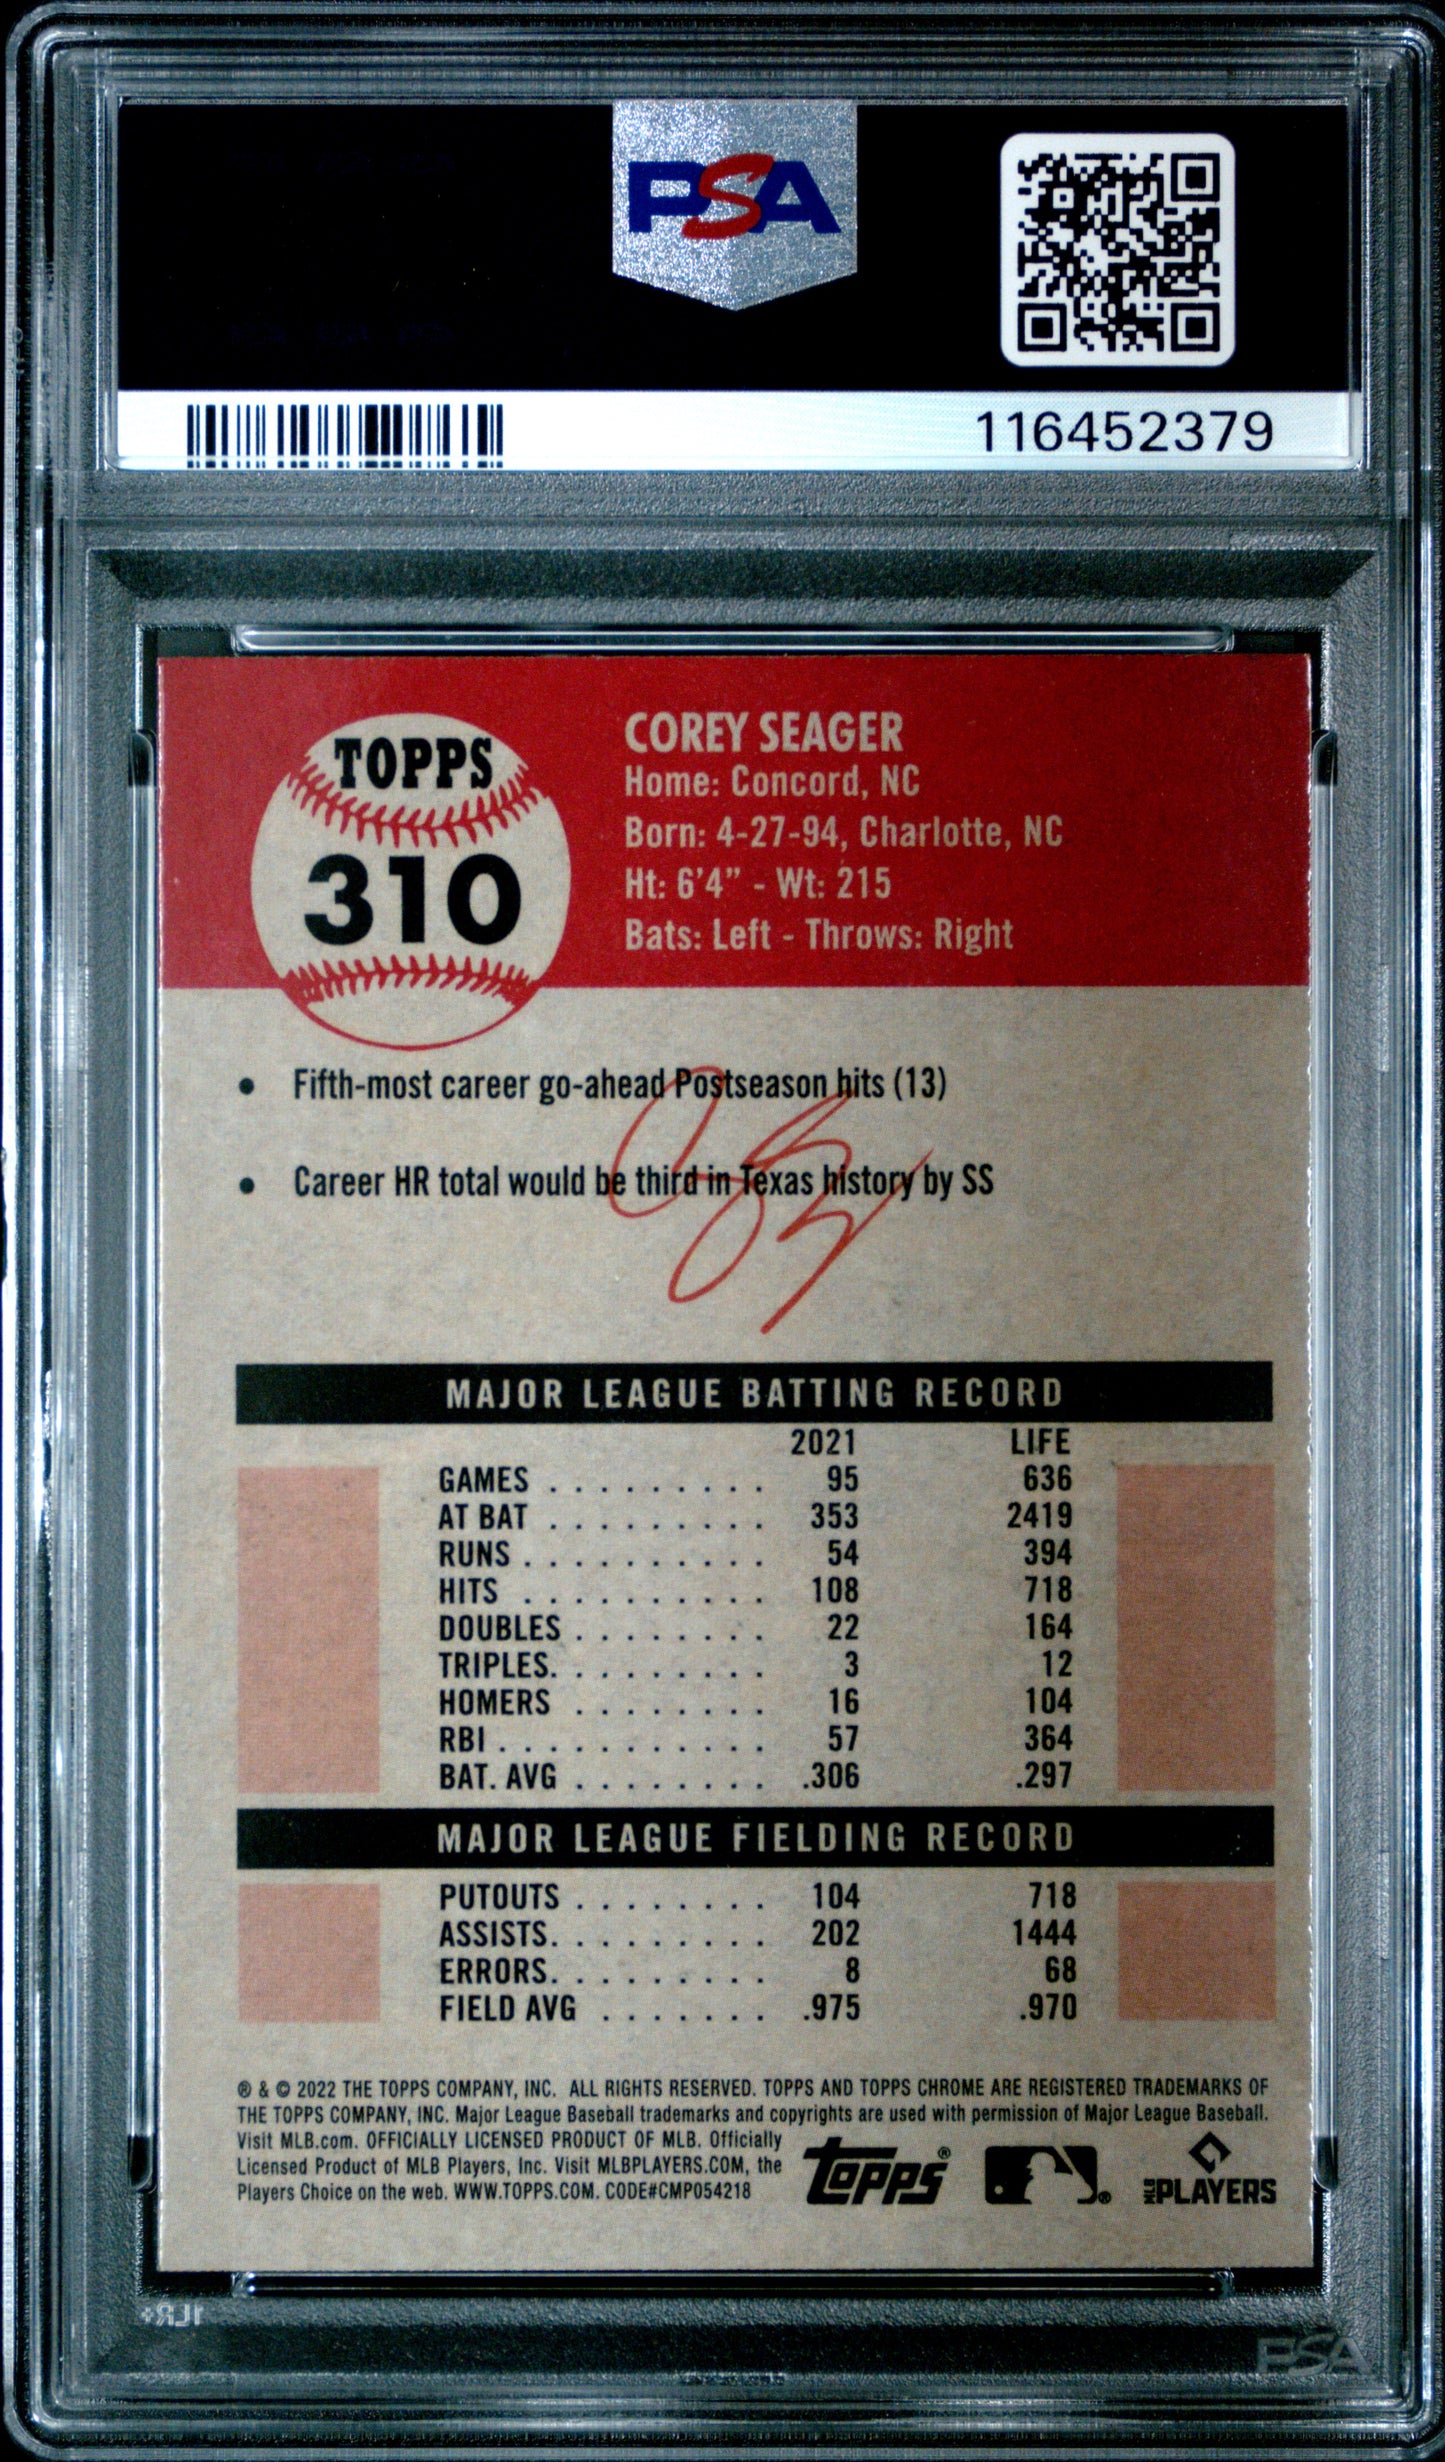 PSA
116452379
TOPPS
310
COREY SEAGER
Home: Concord, NC
Born: 4-27-94, Charlotte, NC
Ht: 6'4" - Wt: 215
Bats: Left - Throws: Right
• Fifth-most career go-ahead Postseason hits (13)
• Career HR total would be third in Texas history by SS
MAJOR LEAGUE BATTING RECORD
2021 LIFE
GAMES . . . . . . . . . 95 636
AT BAT . . . . . . . . . 353 2419
RUNS . . . . . . . . . . 54 394
HITS . . . . . . . . . . 108 718
DOUBLES . . . . . . . . 22 164
TRIPLES. . . . . . . . . 3 12
HOMERS . . . . . . . . 16 104
RBI . . . . . . . . . . . 57 364
BAT. AVG . . . . . . . . .306 .297
MAJOR LEAGUE FIELDING RECORD
PUTOUTS . . . . . . . . 104 718
ASSISTS. . . . . . . . . 202 1444
ERRORS. . . . . . . . . 8 68
FIELD AVG . . . . . . . .975 .970
® & © 2022 THE TOPPS COMPANY, INC. ALL RIGHTS RESERVED. TOPPS AND TOPPS CHROME ARE REGISTERED TRADEMARKS OF
THE TOPPS COMPANY, INC. Major League Baseball trademarks and copyrights are used with permission of Major League Baseball.
Visit MLB.com. OFFICIALLY LICENSED PRODUCT OF MLB. Officially
Licensed Product of MLB Players, Inc. Visit MLBPLAYERS.COM, the
Players Choice on the web. WWW.TOPPS.COM. CODE#CMP054218
topps®
®
MLB PLAYERS
1LR+
PSA